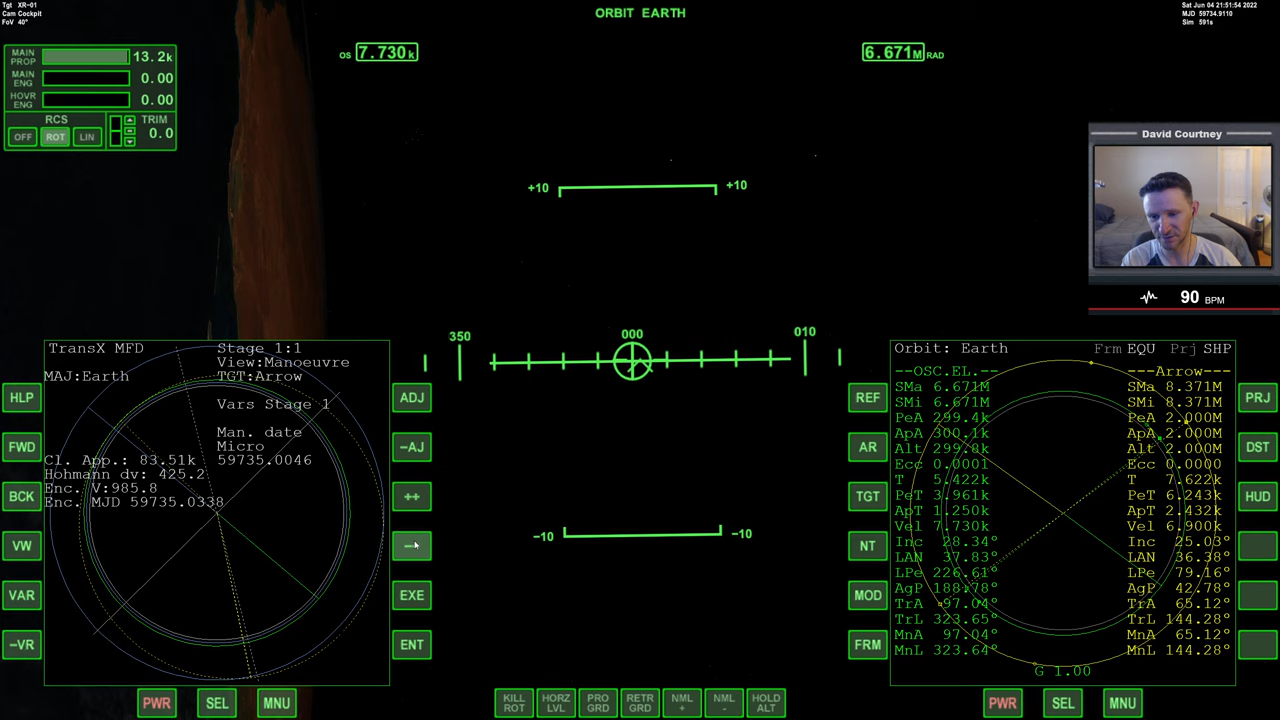 Tgt XR-01
Cam Cockpit
FoV 40°
ORBIT EARTH
Sat Jun 04 21:51:54 2022
MJD 59734.9110
Sim 591s
MAIN PROP 13.2k
MAIN ENG 0.00
HOVR ENG 0.00
RCS TRIM
OFF ROT LIN 0.0
OS 7.730k
6.671M RAD
David Courtney
90 BPM
+10 +10
350 000 010
-10 -10
TransX MFD Stage 1:1
View:Manoeuvre
MAJ:Earth TGT:Arrow
Vars Stage 1
Man. date
Micro
Cl. App.: 83.51k 59735.0046
Hohmann dv: 425.2
Enc. V:985.8
Enc. MJD 59735.0338
HLP ADJ
FWD -AJ
BCK ++
VW
VAR EXE
-VR ENT
PWR SEL MNU
KILL ROT
HORZ LVL
PRO GRD
RETR GRD
NML +
NML -
HOLD ALT
Orbit: Earth Frm EQU Prj SHP
--OSC.EL.-- ---Arrow---
SMa 6.671M SMa 8.371M
SMi 6.671M SMi 8.371M
PeA 299.4k PeA 2.000M
ApA 300.1k ApA 2.000M
Alt 299.8k Alt 2.000M
Ecc 0.0001 Ecc 0.0000
T 5.422k T 7.622k
PeT 3.961k PeT 6.243k
ApT 1.250k ApT 2.432k
Vel 7.730k Vel 6.900k
Inc 28.34° Inc 25.03°
LAN 37.83° LAN 36.38°
LPe 226.61° LPe 79.16°
AgP 188.78° AgP 42.78°
TrA 97.04° TrA 65.12°
TrL 323.65° TrL 144.28°
MnA 97.04° MnA 65.12°
MnL 323.64° MnL 144.28°
G 1.00
REF PRJ
AR DST
TGT HUD
NT
MOD
FRM
PWR SEL MNU